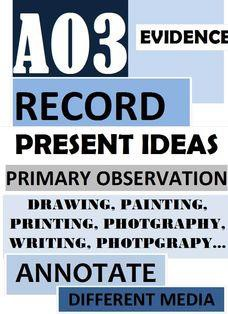 AO3
EVIDENCE
RECORD
PRESENT IDEAS
PRIMARY OBSERVATION
DRAWING, PAINTING,
PRINTING, PHOTGRAPHY,
WRITING, PHOTPGRAPY...
ANNOTATE
DIFFERENT MEDIA